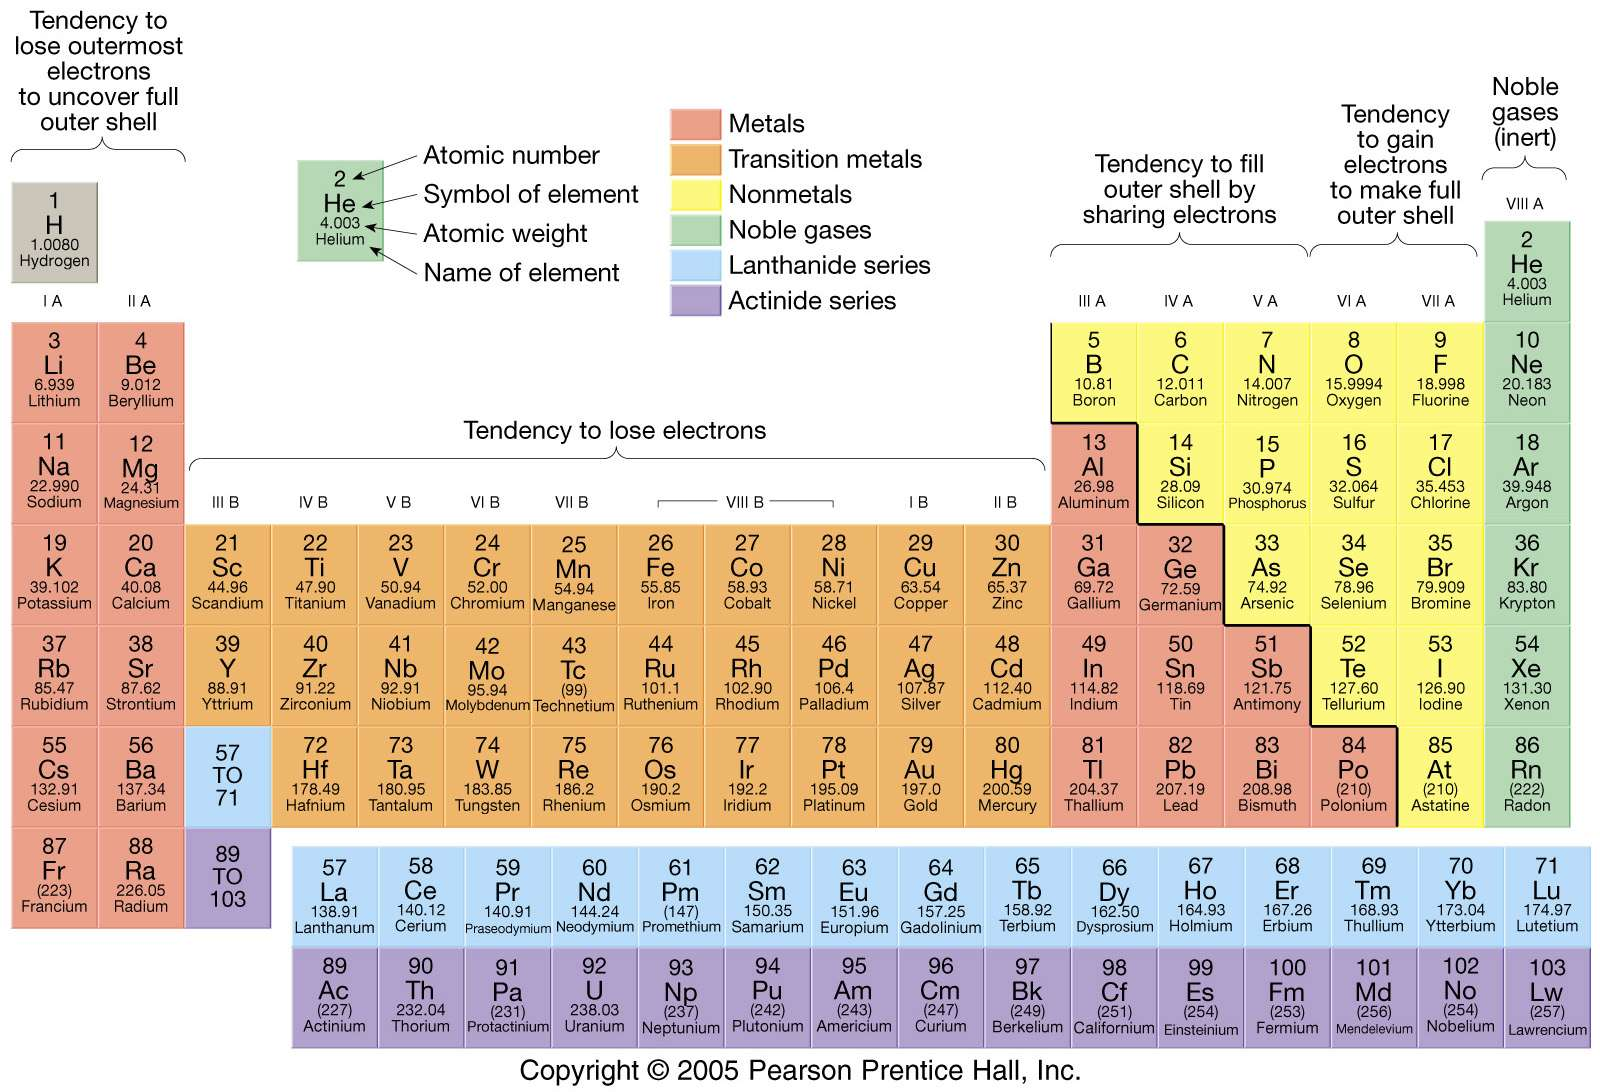 Tendency to
lose outermost
electrons
to uncover full
outer shell
Noble
gases
(inert)
Tendency
to gain
electrons
to make full
outer shell
Tendency to fill
outer shell by
sharing electrons
Metals
Transition metals
Nonmetals
Noble gases
Lanthanide series
Actinide series
2
He
4.003
Helium
Atomic number
Symbol of element
Atomic weight
Name of element
1
H
1.0080
Hydrogen
VIII A
2
He
4.003
Helium
I A II A III A IV A V A VI A VII A
3 4 5 6 7 8 9 10
Li Be B C N O F Ne
6.939 9.012 10.81 12.011 14.007 15.9994 18.998 20.183
Lithium Beryllium Boron Carbon Nitrogen Oxygen Fluorine Neon
Tendency to lose electrons
11 12 13 14 15 16 17 18
Na Mg Al Si P S Cl Ar
22.990 24.31 26.98 28.09 30.974 32.064 35.453 39.948
Sodium Magnesium Aluminum Silicon Phosphorus Sulfur Chlorine Argon
III B IV B V B VI B VII B VIII B I B II B
19 20 21 22 23 24 25 26 27 28 29 30 31 32 33 34 35 36
K Ca Sc Ti V Cr Mn Fe Co Ni Cu Zn Ga Ge As Se Br Kr
39.102 40.08 44.96 47.90 50.94 52.00 54.94 55.85 58.93 58.71 63.54 65.37 69.72 72.59 74.92 78.96 79.909 83.80
Potassium Calcium Scandium Titanium Vanadium Chromium Manganese Iron Cobalt Nickel Copper Zinc Gallium Germanium Arsenic Selenium Bromine Krypton
37 38 39 40 41 42 43 44 45 46 47 48 49 50 51 52 53 54
Rb Sr Y Zr Nb Mo Tc Ru Rh Pd Ag Cd In Sn Sb Te I Xe
85.47 87.62 88.91 91.22 92.91 95.94 (99) 101.1 102.90 106.4 107.87 112.40 114.82 118.69 121.75 127.60 126.90 131.30
Rubidium Strontium Yttrium Zirconium Niobium Molybdenum Technetium Ruthenium Rhodium Palladium Silver Cadmium Indium Tin Antimony Tellurium Iodine Xenon
55 56 57 72 73 74 75 76 77 78 79 80 81 82 83 84 85 86
Cs Ba TO Hf Ta W Re Os Ir Pt Au Hg Tl Pb Bi Po At Rn
132.91 137.34 71 178.49 180.95 183.85 186.2 190.2 192.2 195.09 197.0 200.59 204.37 207.19 208.98 (210) (210) (222)
Cesium Barium Hafnium Tantalum Tungsten Rhenium Osmium Iridium Platinum Gold Mercury Thallium Lead Bismuth Polonium Astatine Radon
87 88 89
Fr Ra TO
(223) 226.05 103
Francium Radium
57 58 59 60 61 62 63 64 65 66 67 68 69 70 71
La Ce Pr Nd Pm Sm Eu Gd Tb Dy Ho Er Tm Yb Lu
138.91 140.12 140.91 144.24 (147) 150.35 151.96 157.25 158.92 162.50 164.93 167.26 168.93 173.04 174.97
Lanthanum Cerium Praseodymium Neodymium Promethium Samarium Europium Gadolinium Terbium Dysprosium Holmium Erbium Thullium Ytterbium Lutetium
89 90 91 92 93 94 95 96 97 98 99 100 101 102 103
Ac Th Pa U Np Pu Am Cm Bk Cf Es Fm Md No Lw
(227) 232.04 (231) 238.03 (237) (242) (243) (247) (249) (251) (254) (253) (256) (254) (257)
Actinium Thorium Protactinium Uranium Neptunium Plutonium Americium Curium Berkelium Californium Einsteinium Fermium Mendelevium Nobelium Lawrencium
Copyright © 2005 Pearson Prentice Hall, Inc.